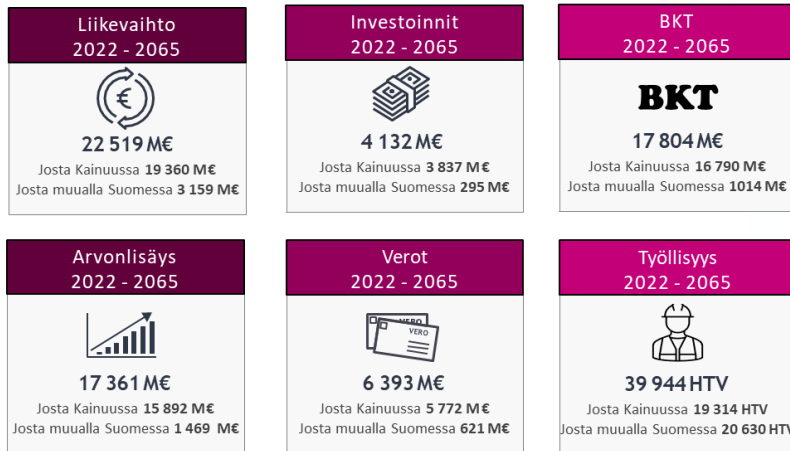 Liikevaihto
2022 - 2065
22 519 M€
Josta Kainuussa 19 360 M€
Josta muualla Suomessa 3 159 M€
Investoinnit
2022 - 2065
4 132 M€
Josta Kainuussa 3 837 M€
Josta muualla Suomessa 295 M€
BKT
2022 - 2065
BKT
17 804 M€
Josta Kainuussa 16 790 M€
Josta muualla Suomessa 1014 M€
Arvonlisäys
2022 - 2065
17 361 M€
Josta Kainuussa 15 892 M€
Josta muualla Suomessa 1 469 M€
Verot
2022 - 2065
VERO
VERO
6 393 M€
Josta Kainuussa 5 772 M€
Josta muualla Suomessa 621 M€
Työllisyys
2022 - 2065
39 944 HTV
Josta Kainuussa 19 314 HTV
Josta muualla Suomessa 20 630 HTV